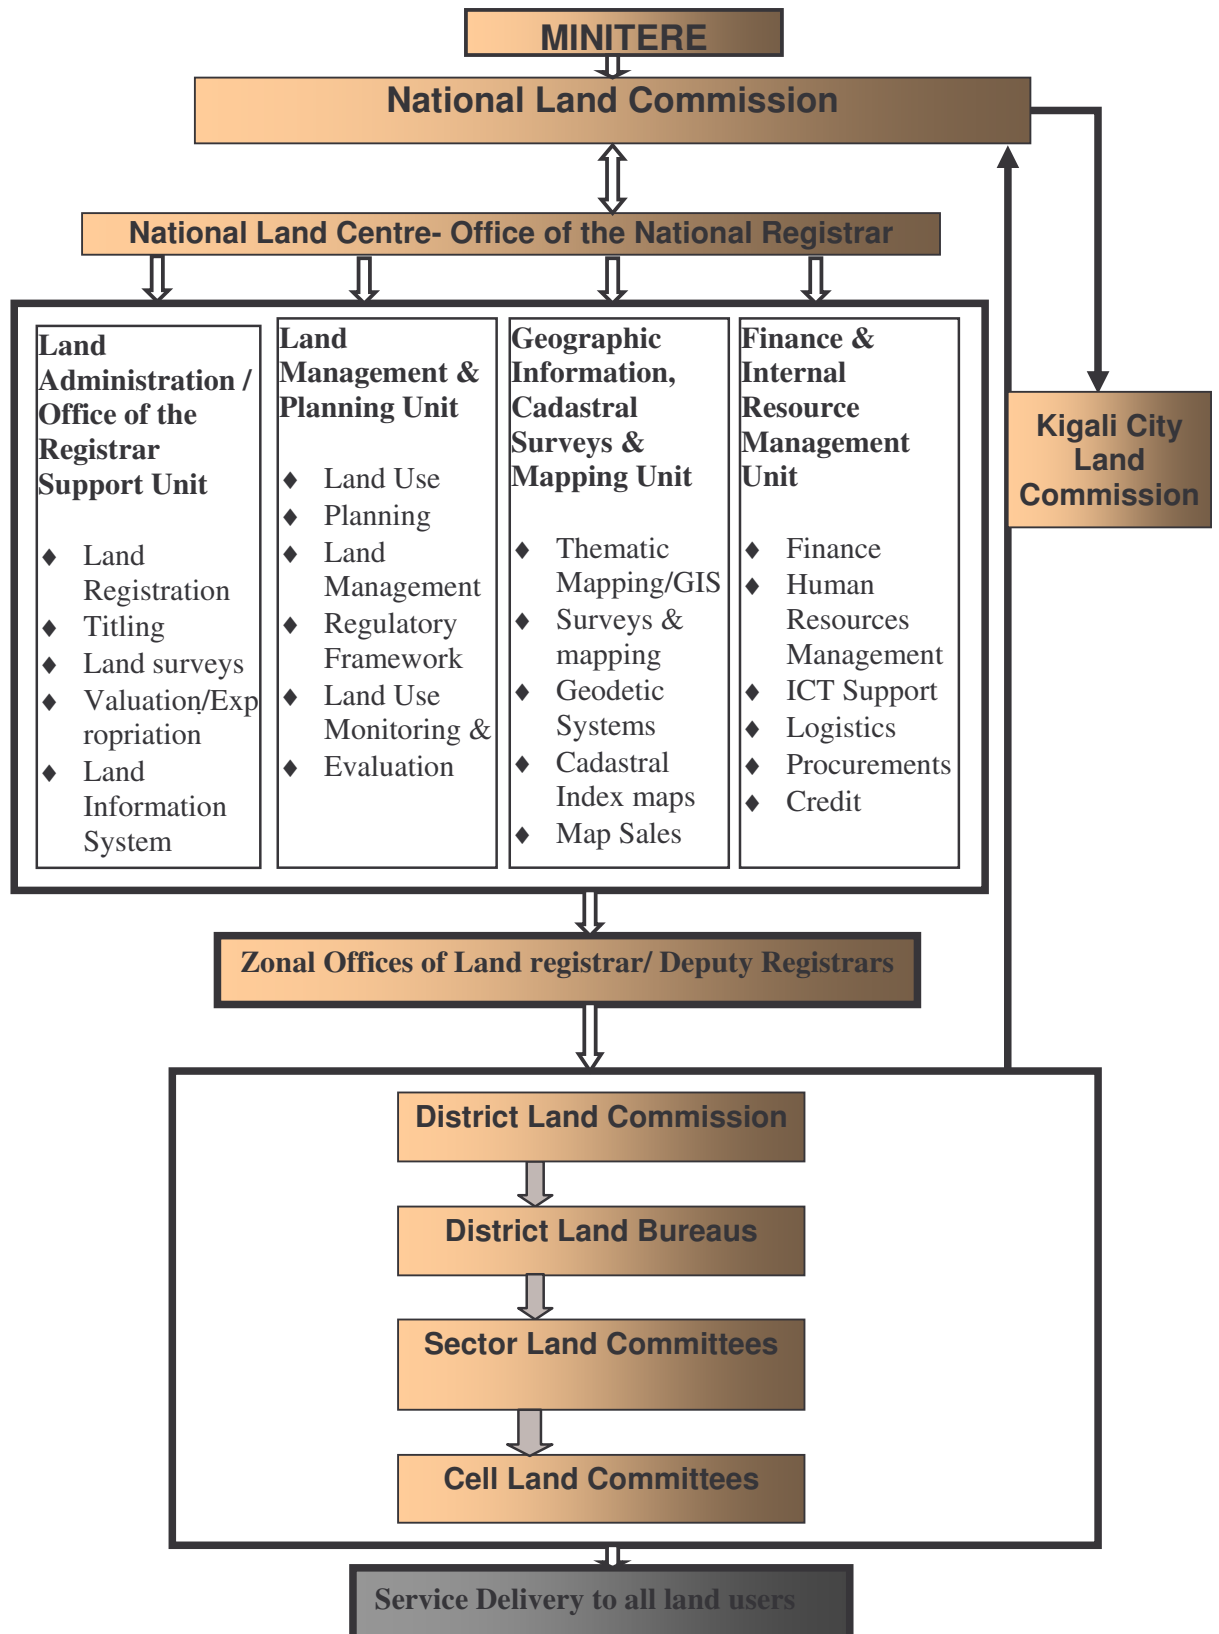 MINITERE
National Land Commission
National Land Centre- Office of the National Registrar
Land
Administration /
Office of the
Registrar
Support Unit
♦ Land
Registration
♦ Titling
♦ Land surveys
♦ Valuation/Exp
ropriation
♦ Land
Information
System
Land
Management &
Planning Unit
♦ Land Use
♦ Planning
♦ Land
Management
♦ Regulatory
Framework
♦ Land Use
Monitoring &
♦ Evaluation
Geographic
Information,
Cadastral
Surveys &
Mapping Unit
♦ Thematic
Mapping/GIS
♦ Surveys &
mapping
♦ Geodetic
Systems
♦ Cadastral
Index maps
♦ Map Sales
Finance &
Internal
Resource
Management
Unit
♦ Finance
♦ Human
Resources
Management
♦ ICT Support
♦ Logistics
♦ Procurements
♦ Credit
Kigali City
Land
Commission
Zonal Offices of Land registrar/ Deputy Registrars
District Land Commission
District Land Bureaus
Sector Land Committees
Cell Land Committees
Service Delivery to all land users